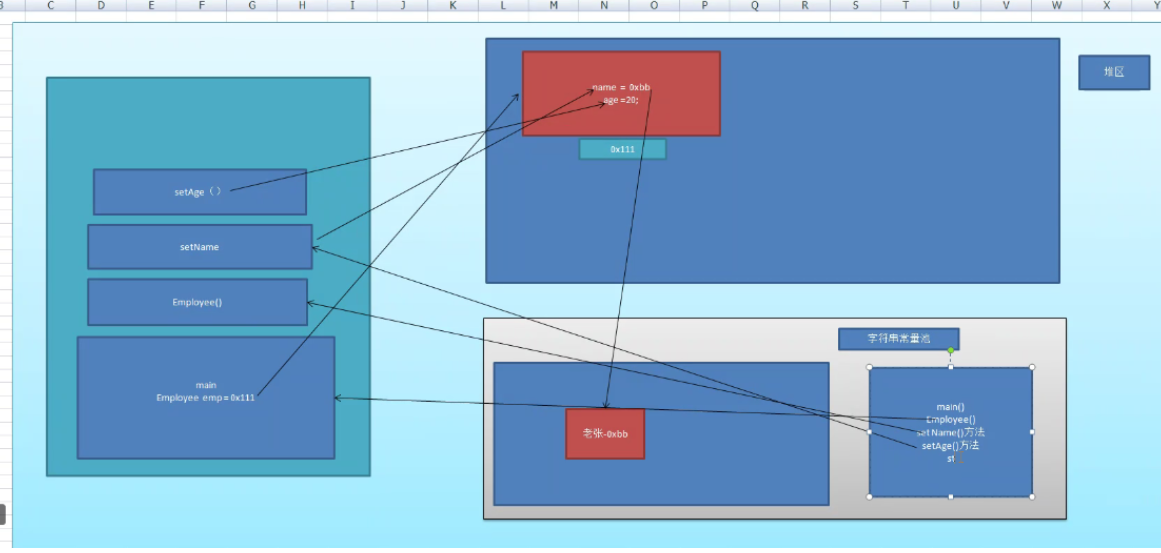 C D E F G H I J K L M N O P Q R S T U V W X Y
堆区
name = 0xbb
age =20;
0x111
setAge（）
setName
Employee()
main
Employee emp = 0x111
字符串常量池
老张-0xbb
main()
Employee()
setName()方法
setAge()方法
st